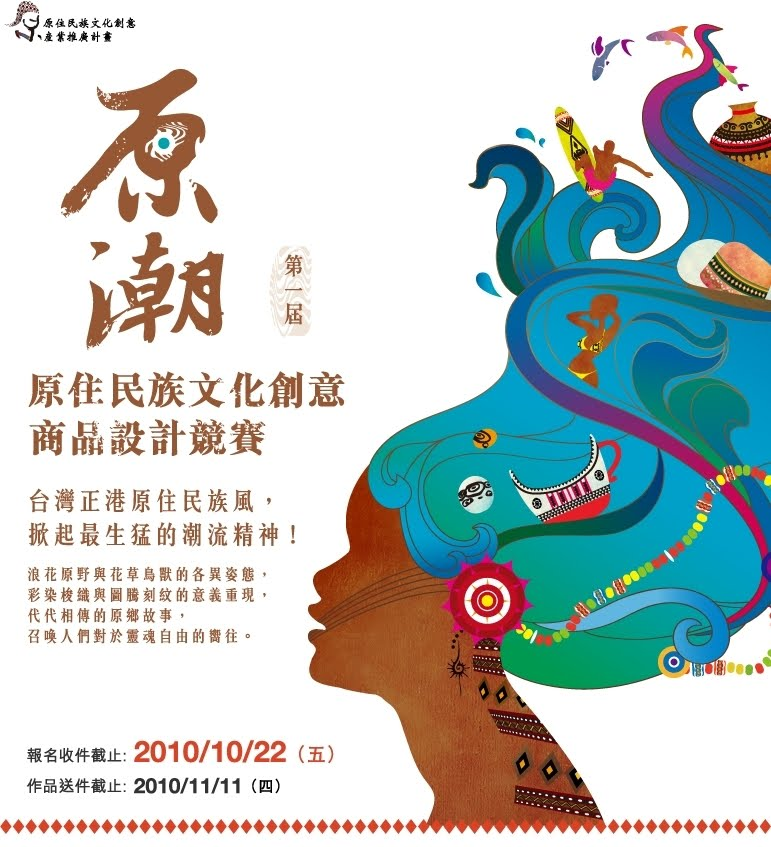 原住民族文化創意
產業推廣計畫
原潮
第一屆
原住民族文化創意
商品設計競賽
台灣正港原住民族風，
掀起最生猛的潮流精神！
浪花原野與花草鳥獸的各異姿態，
彩染梭織與圖騰刻紋的意義重現，
代代相傳的原鄉故事，
召喚人們對於靈魂自由的嚮往。
報名收件截止: 2010/10/22（五）
作品送件截止: 2010/11/11（四）